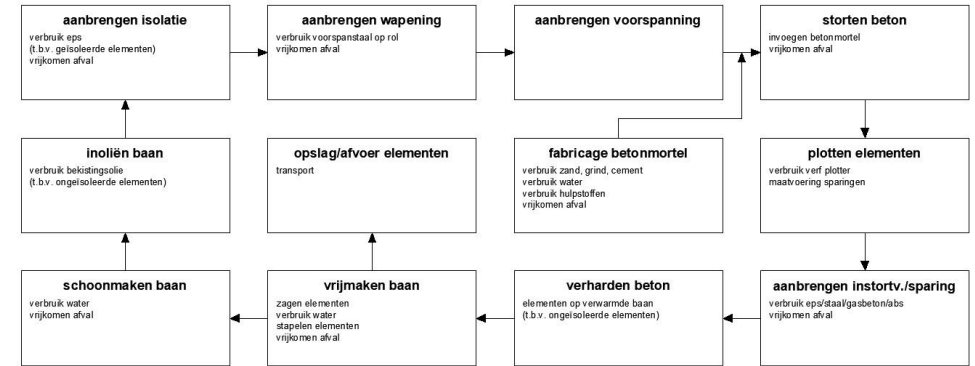 aanbrengen isolatie
verbruik eps
(t.b.v. geïsoleerde elementen)
vrijkomen afval
aanbrengen wapening
verbruik voorspanstaal op rol
vrijkomen afval
aanbrengen voorspanning
storten beton
invoegen betonmortel
vrijkomen afval
inoliën baan
verbruik bekistingsolie
(t.b.v. ongeïsoleerde elementen)
opslag/afvoer elementen
transport
fabricage betonmortel
verbruik zand, grind, cement
verbruik water
verbruik hulpstoffen
vrijkomen afval
plotten elementen
verbruik verf plotter
maatvoering sparingen
schoonmaken baan
verbruik water
vrijkomen afval
vrijmaken baan
zagen elementen
verbruik water
stapelen elementen
vrijkomen afval
verharden beton
elementen op verwarmde baan
(t.b.v. ongeïsoleerde elementen)
aanbrengen instortv./sparing
verbruik eps/staal/gasbeton/abs
vrijkomen afval